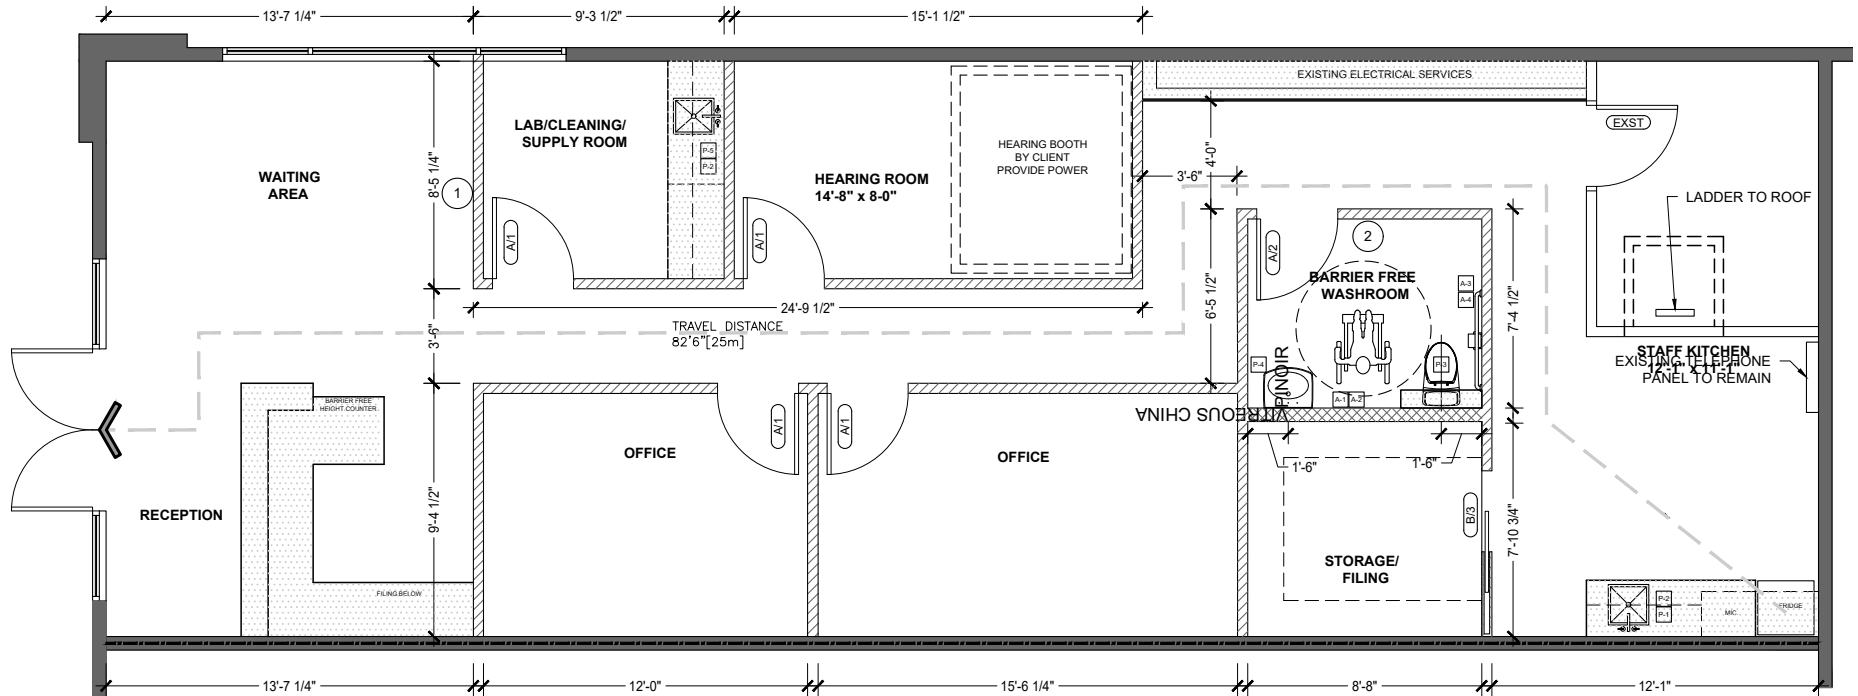 13'-7 1/4"
9'-3 1/2"
15'-1 1/2"
EXISTING ELECTRICAL SERVICES
EXST
LAB/CLEANING/
SUPPLY ROOM
P-5
P-2
HEARING BOOTH
BY CLIENT
PROVIDE POWER
WAITING
AREA
8'-5 1/4"
1
HEARING ROOM
14'-8" x 8-0"
4'-0"
3'-6"
LADDER TO ROOF
A/1
A/1
A/2
2
BARRIER FREE
WASHROOM
A-3
A-4
24'-9 1/2"
6'-5 1/2"
7'-4 1/2"
3'-6"
TRAVEL DISTANCE
82'6"[25m]
STAFF KITCHEN
12'-1" X 11'-1"
EXISTING TELEPHONE
PANEL TO REMAIN
P-4
P-3
A-1
A-2
RENOIR
VITREOUS CHINA
BARRIER FREE
HEIGHT COUNTER
A/1
A/1
OFFICE
OFFICE
1'-6"
1'-6"
9'-4 1/2"
RECEPTION
B/3
7'-10 3/4"
STORAGE/
FILING
FILING BELOW
P-2
P-1
MIC.
FRIDGE
13'-7 1/4"
12'-0"
15'-6 1/4"
8'-8"
12'-1"